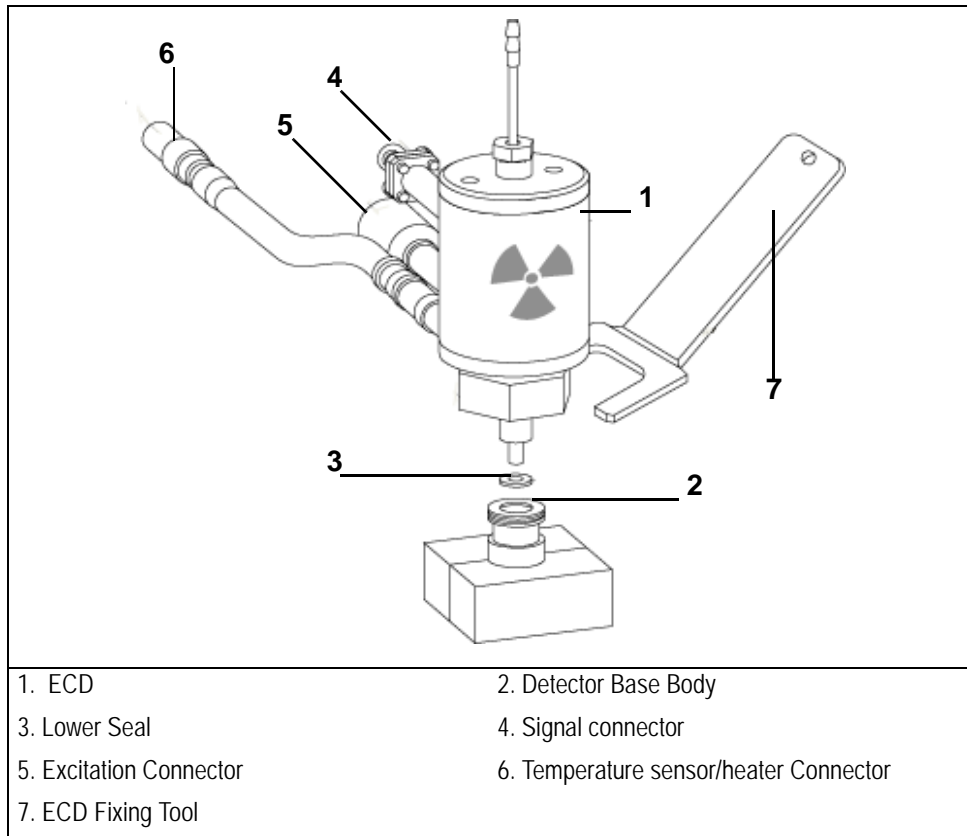 6
4
5
1
7
3
2
1. ECD
2. Detector Base Body
3. Lower Seal
4. Signal connector
5. Excitation Connector
6. Temperature sensor/heater Connector
7. ECD Fixing Tool